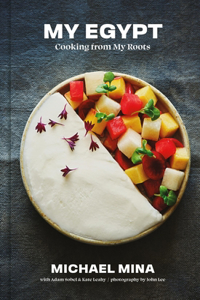 MY EGYPT
Cooking from My Roots
MICHAEL MINA
with Adam Sobel & Kate Leahy / photography by John Lee